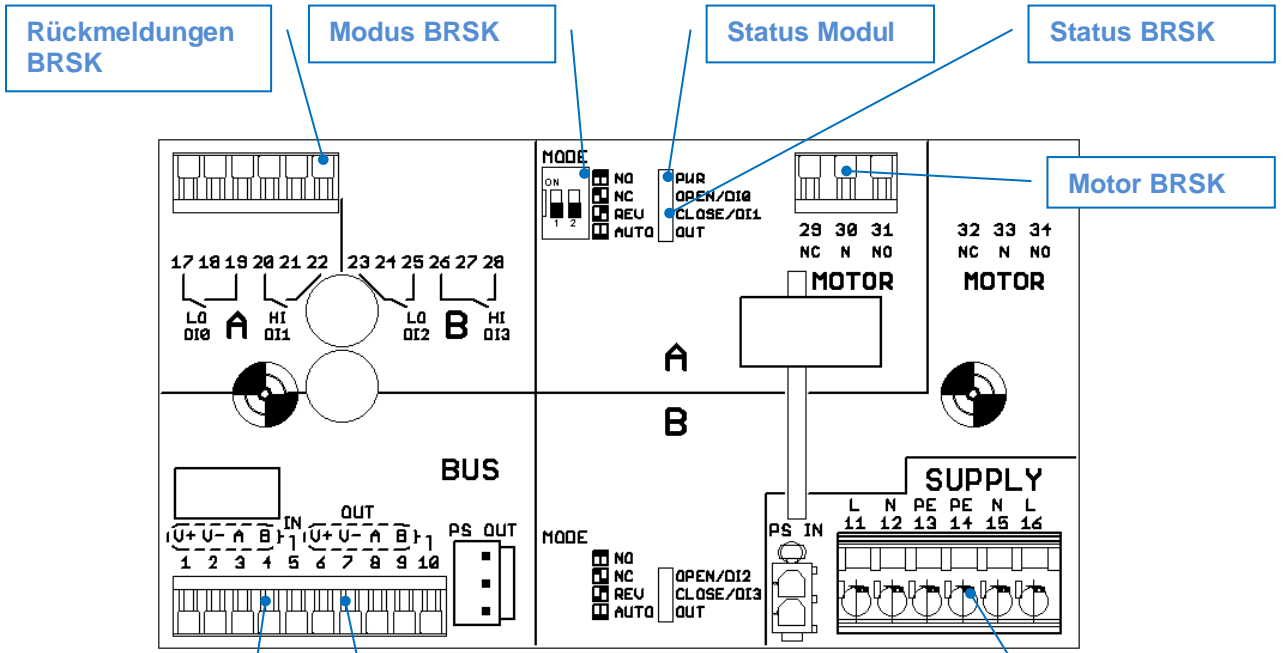 Rückmeldungen
BRSK
Modus BRSK
Status Modul
Status BRSK
Motor BRSK
MODE
ON
1 2
NO
NC
REV
AUTO
PWR
OPEN/DI0
CLOSE/DI1
OUT
29 30 31
NC N NO
MOTOR
32 33 34
NC N NO
MOTOR
17 18 19 20 21 22 23 24 25 26 27 28
LO
DI0
A
HI
DI1
LO
DI2
B
HI
DI3
A
B
BUS
IN
OUT
V+ V- A B
V+ V- A B
1 2 3 4 5 6 7 8 9 10
PS OUT
MODE
NO
NC
REV
AUTO
OPEN/DI2
CLOSE/DI3
OUT
PS IN
SUPPLY
L N PE PE N L
11 12 13 14 15 16